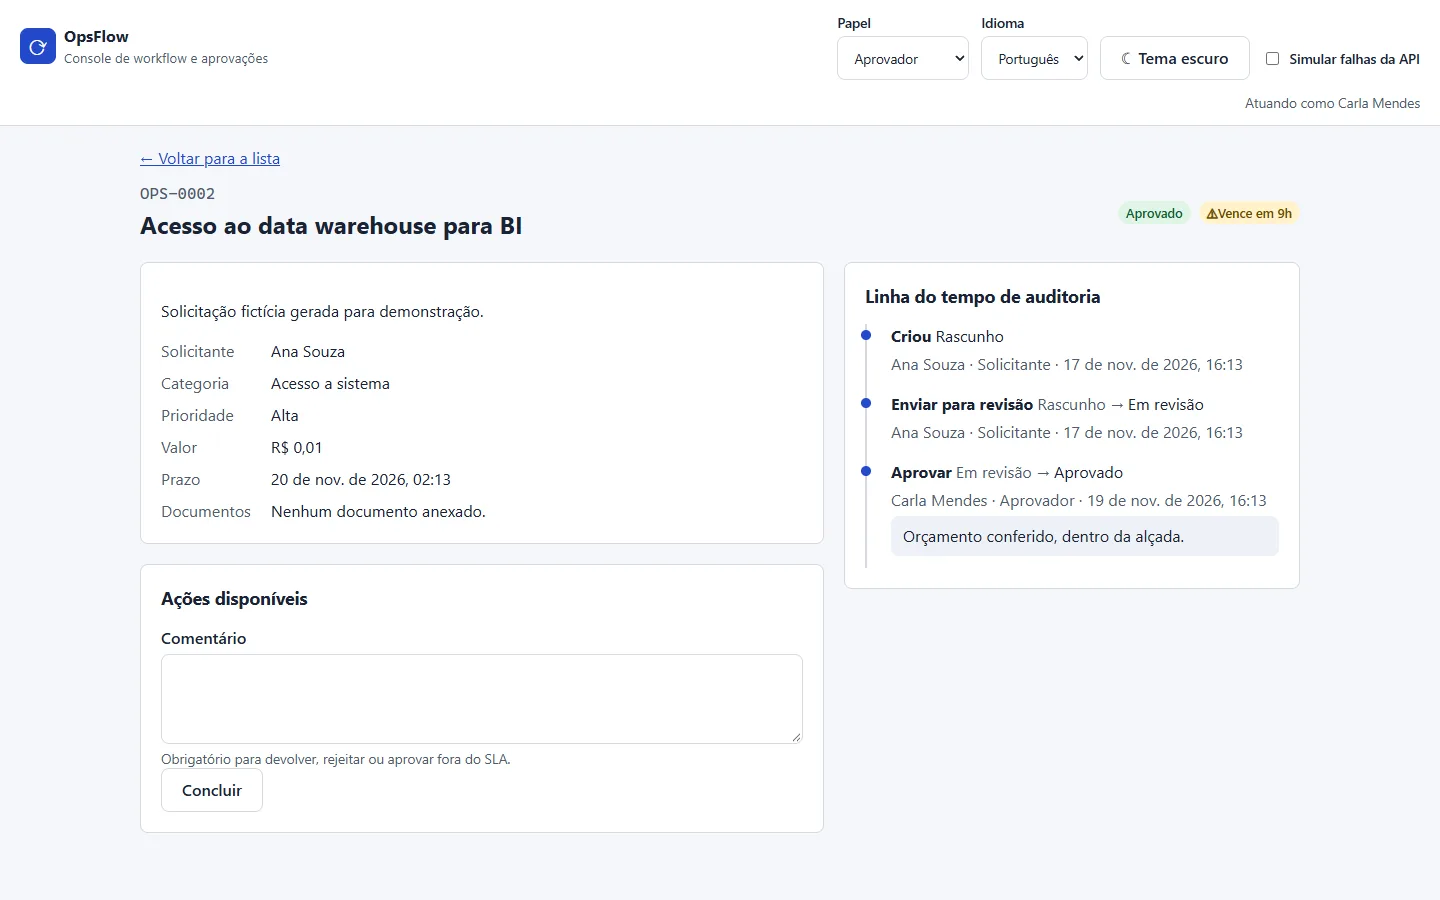 OpsFlow
Console de workflow e aprovações
Papel
Aprovador
Idioma
Português
☾ Tema escuro
Simular falhas da API
Atuando como Carla Mendes
← Voltar para a lista
OPS-0002
Acesso ao data warehouse para BI
Aprovado
⚠Vence em 9h
Solicitação fictícia gerada para demonstração.
Solicitante Ana Souza
Categoria Acesso a sistema
Prioridade Alta
Valor R$ 0,01
Prazo 20 de nov. de 2026, 02:13
Documentos Nenhum documento anexado.
Ações disponíveis
Comentário
Obrigatório para devolver, rejeitar ou aprovar fora do SLA.
Concluir
Linha do tempo de auditoria
Criou Rascunho
Ana Souza · Solicitante · 17 de nov. de 2026, 16:13
Enviar para revisão Rascunho → Em revisão
Ana Souza · Solicitante · 17 de nov. de 2026, 16:13
Aprovar Em revisão → Aprovado
Carla Mendes · Aprovador · 19 de nov. de 2026, 16:13
Orçamento conferido, dentro da alçada.